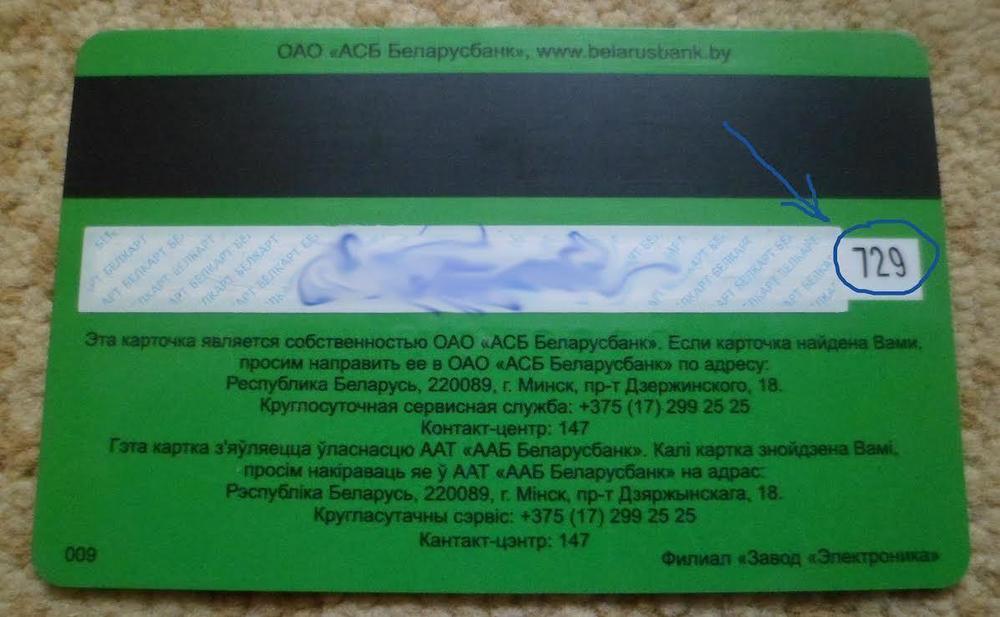 ОАО «АСБ Беларусбанк», www.belarusbank.by
БЕЛКАРТ
729
Эта карточка является собственностью ОАО «АСБ Беларусбанк». Если карточка найдена Вами,
просим направить ее в ОАО «АСБ Беларусбанк» по адресу:
Республика Беларусь, 220089, г. Минск, пр-т Дзержинского, 18.
Круглосуточная сервисная служба: +375 (17) 299 25 25
Контакт-центр: 147
Гэта картка з'яўляецца ўласнасцю ААТ «ААБ Беларусбанк». Калі картка знойдзена Вамі,
просім накіраваць яе ў ААТ «ААБ Беларусбанк» на адрас:
Рэспубліка Беларусь, 220089, г. Мінск, пр-т Дзяржынскага, 18.
Кругласутачны сэрвіс: +375 (17) 299 25 25
Кантакт-цэнтр: 147
009
Филиал «Завод «Электроника»